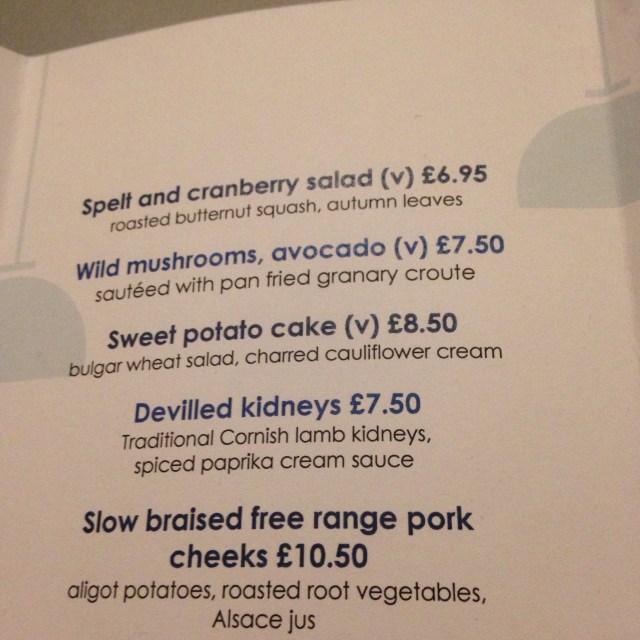 Spelt and cranberry salad (v) £6.95
roasted butternut squash, autumn leaves
Wild mushrooms, avocado (v) £7.50
sautéed with pan fried granary croute
Sweet potato cake (v) £8.50
bulgar wheat salad, charred cauliflower cream
Devilled kidneys £7.50
Traditional Cornish lamb kidneys,
spiced paprika cream sauce
Slow braised free range pork
cheeks £10.50
aligot potatoes, roasted root vegetables,
Alsace jus